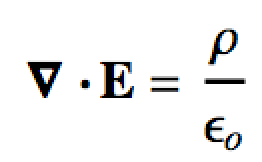 ∇ · E = ρ / ϵₒ